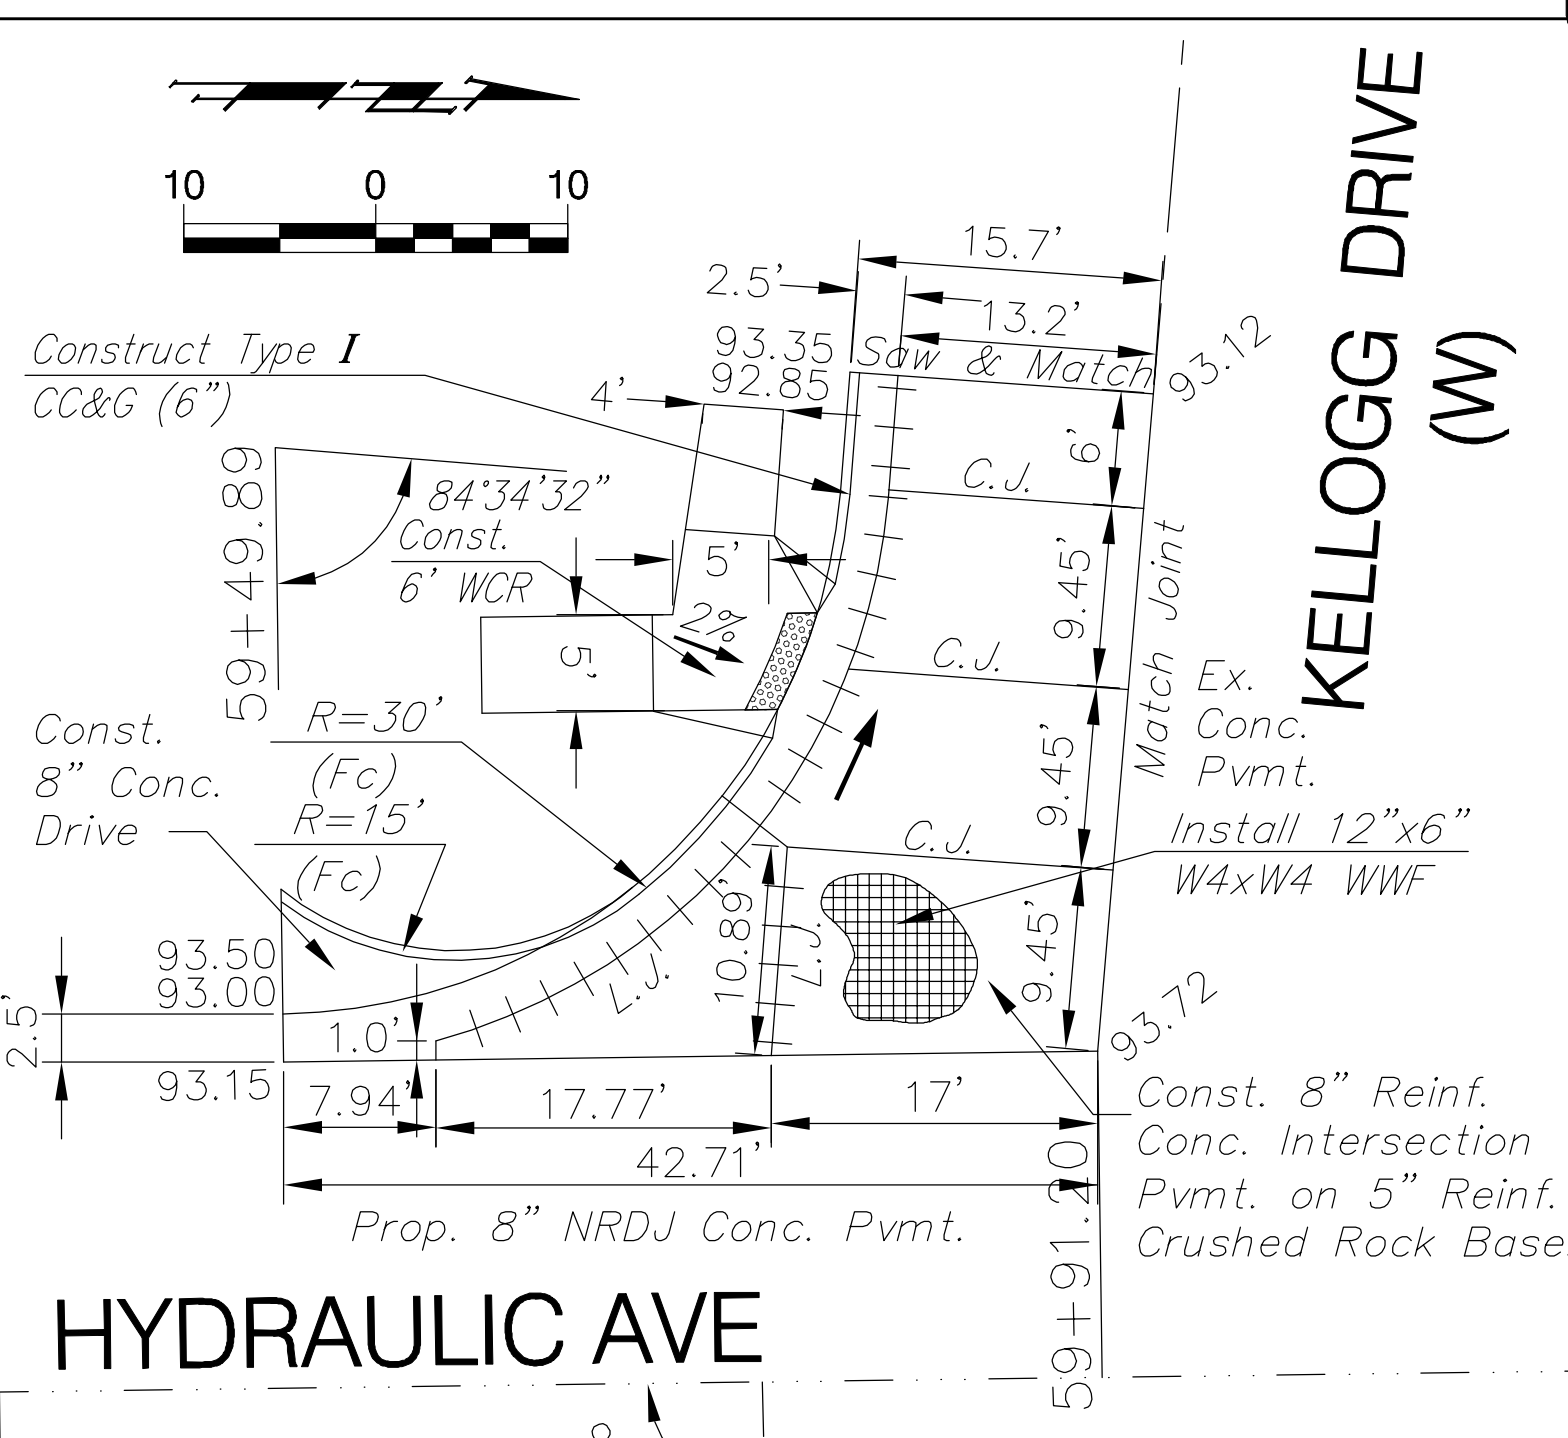 10 0 10
KELLOGG DRIVE
(W)
15.7'
2.5'
13.2'
93.35
92.85
Saw & Match
93.12
Construct Type I
CC&G (6")
4'
6'
C.J.
59+49.89
84°34'32"
Const.
6' WCR
5'
2%
5'
9.45'
Match Joint
C.J.
Ex.
Conc.
Pvmt.
Const.
8" Conc.
Drive
R=30'
(Fc)
R=15'
(Fc)
9.45'
C.J.
Install 12"x6"
W4xW4 WWF
10.89'
L.J.
9.45'
93.50
93.00
2.5'
93.15
1.0'
L.J.
93.72
7.94'
17.77'
17'
42.71'
59+91.20
Const. 8" Reinf.
Conc. Intersection
Pvmt. on 5" Reinf.
Crushed Rock Base.
Prop. 8" NRDJ Conc. Pvmt.
HYDRAULIC AVE